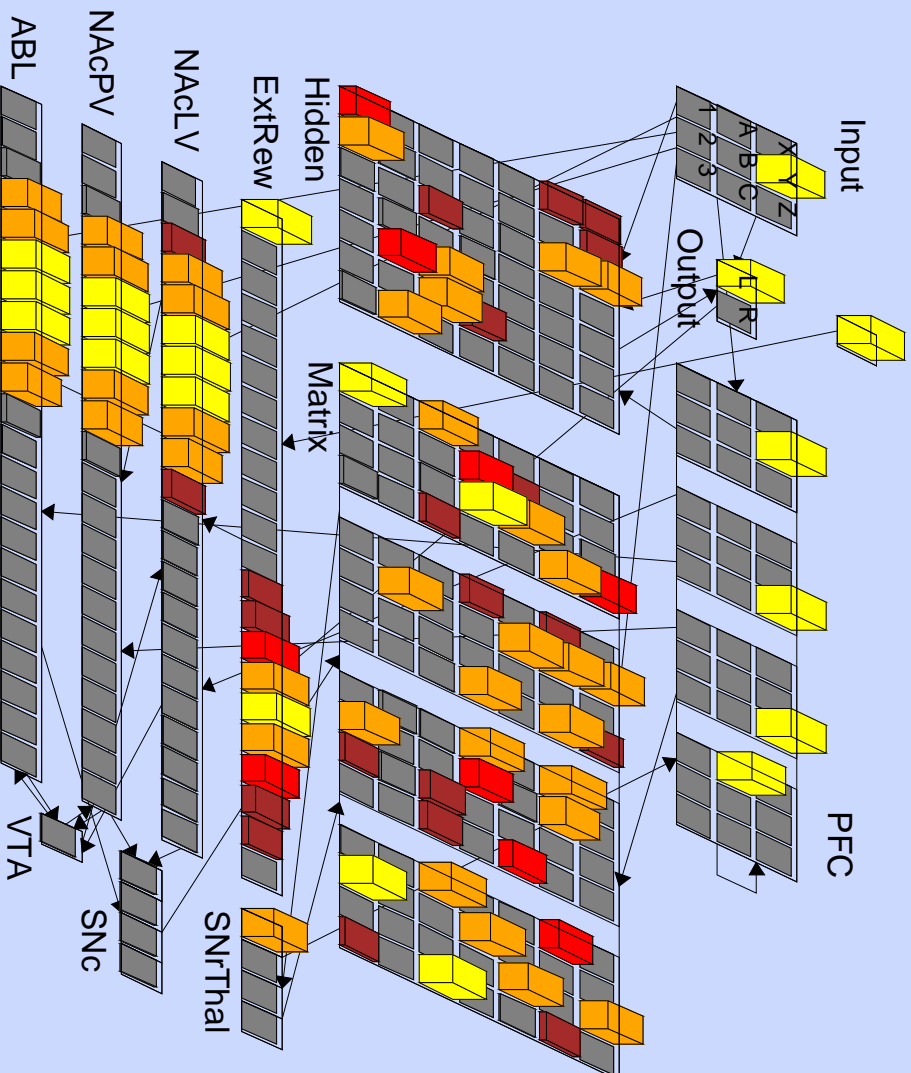 Input
PFC
X Y Z
A B C
1 2 3
L R
Output
Hidden
Matrix
ExtRew
SNrThal
NAcLV
NAcPV
SNc
ABL
VTA